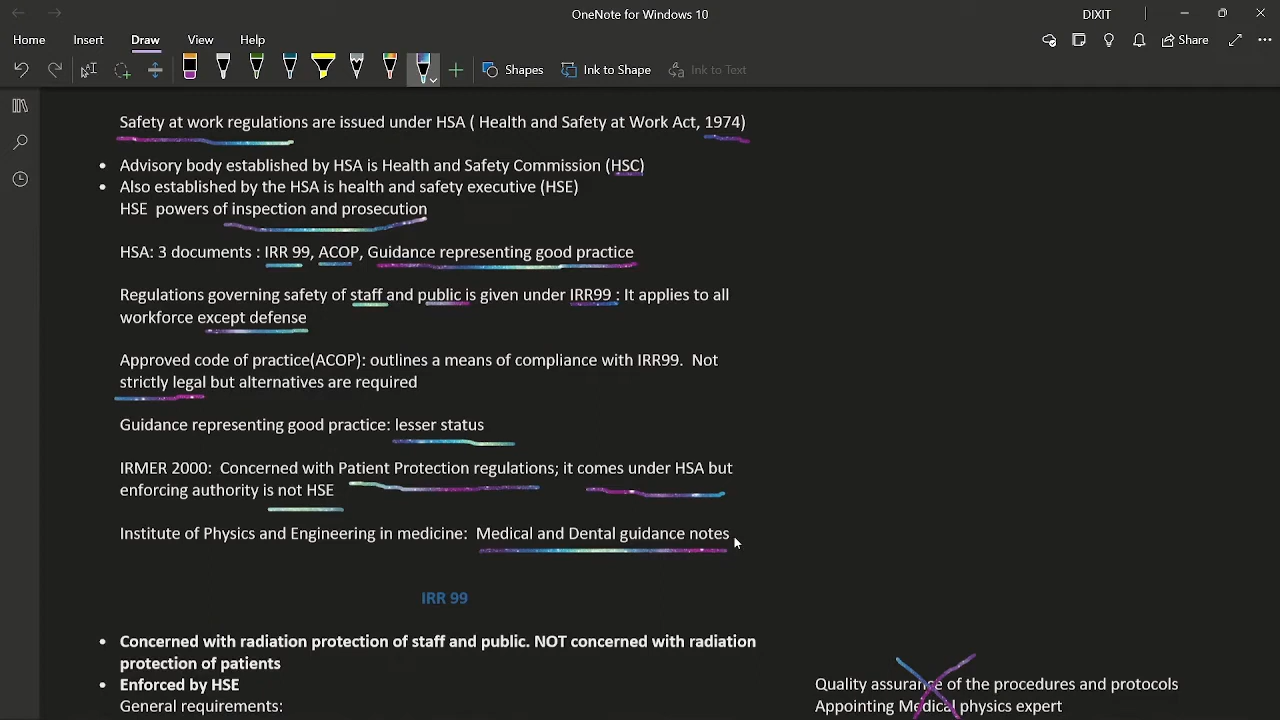 OneNote for Windows 10
DIXIT
Home Insert Draw View Help
Share
Shapes Ink to Shape Ink to Text
Safety at work regulations are issued under HSA ( Health and Safety at Work Act, 1974)
• Advisory body established by HSA is Health and Safety Commission (HSC)
• Also established by the HSA is health and safety executive (HSE)
HSE powers of inspection and prosecution
HSA: 3 documents : IRR 99, ACOP, Guidance representing good practice
Regulations governing safety of staff and public is given under IRR99 : It applies to all
workforce except defense
Approved code of practice(ACOP): outlines a means of compliance with IRR99. Not
strictly legal but alternatives are required
Guidance representing good practice: lesser status
IRMER 2000: Concerned with Patient Protection regulations; it comes under HSA but
enforcing authority is not HSE
Institute of Physics and Engineering in medicine: Medical and Dental guidance notes
IRR 99
• Concerned with radiation protection of staff and public. NOT concerned with radiation
protection of patients
• Enforced by HSE
General requirements:
Quality assurance of the procedures and protocols
Appointing Medical physics expert